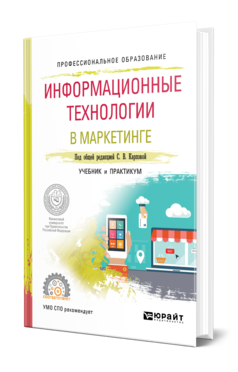 ПРОФЕССИОНАЛЬНОЕ ОБРАЗОВАНИЕ
ИНФОРМАЦИОННЫЕ
ТЕХНОЛОГИИ
В МАРКЕТИНГЕ
Под общей редакцией С. В. Карповой
УЧЕБНИК и ПРАКТИКУМ
УМО СПО рекомендует
юрайт